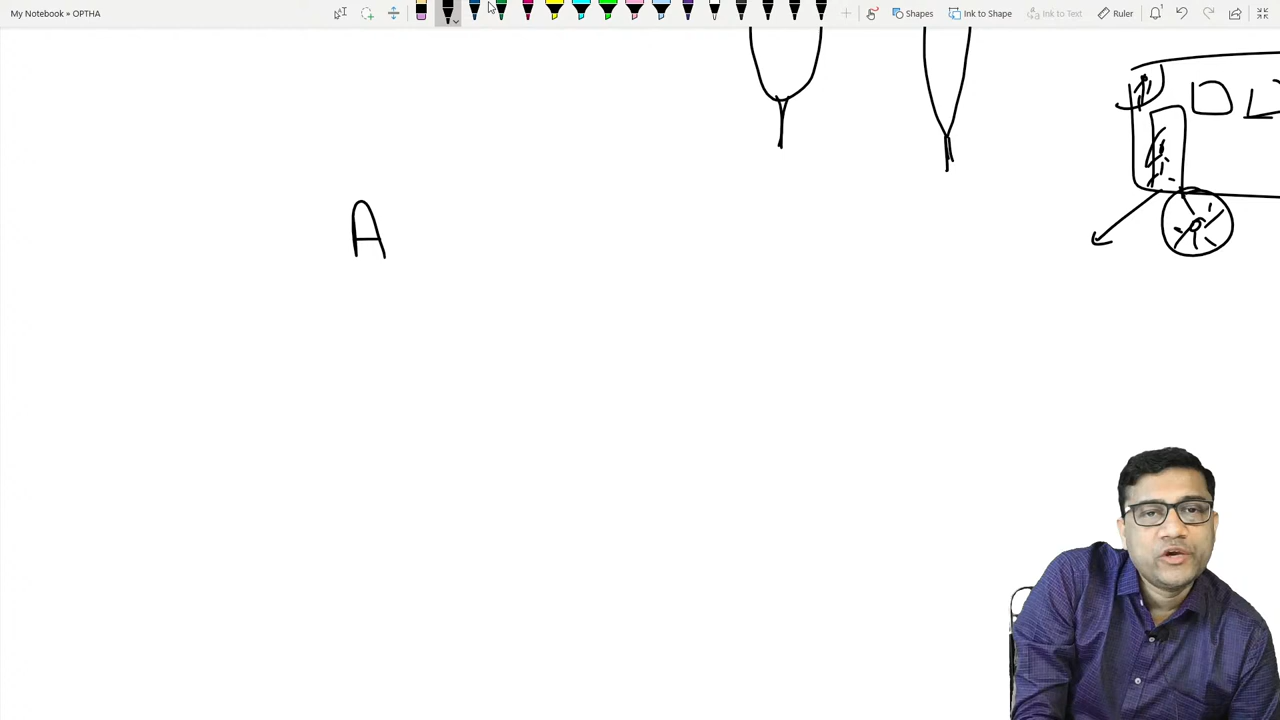 My Notebook » OPTHA
Shapes
Ink to Shape
Ink to Text
Ruler
A